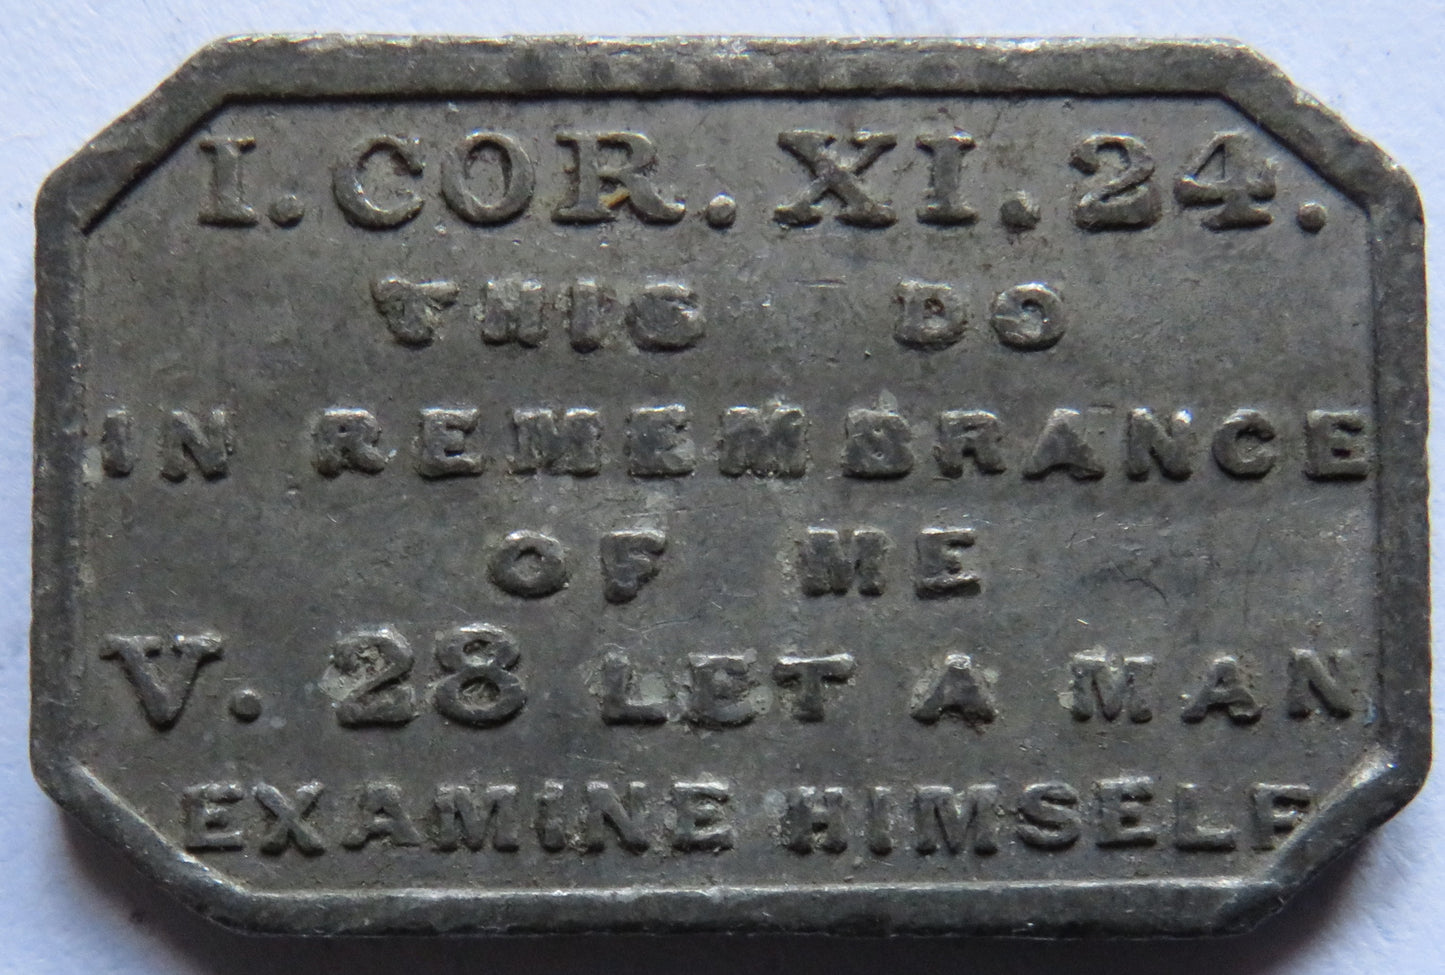 I. COR. XI. 24.
THIS DO
IN REMEMBRANCE
OF ME
V. 28 LET A MAN
EXAMINE HIMSELF